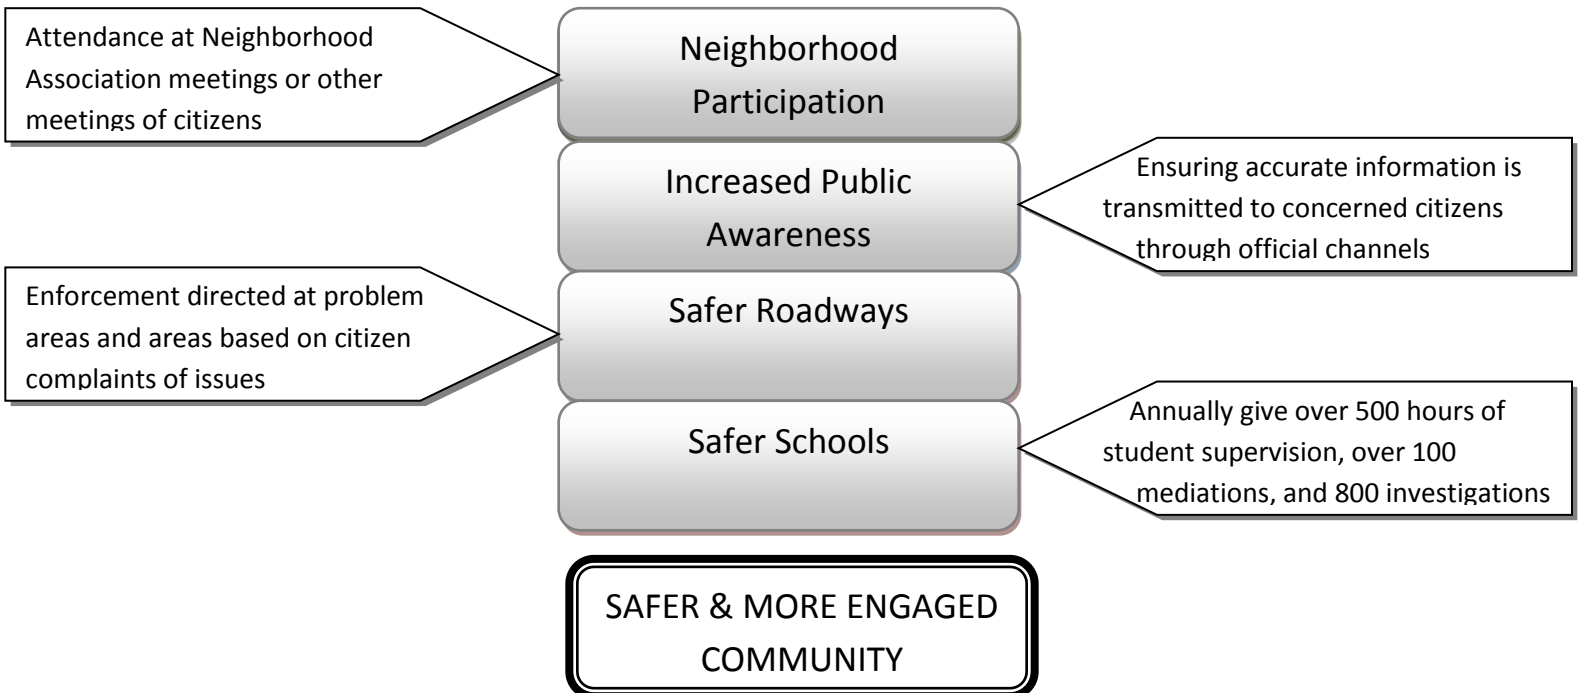 Attendance at Neighborhood
Association meetings or other
meetings of citizens
Neighborhood
Participation
Increased Public
Awareness
Ensuring accurate information is
transmitted to concerned citizens
through official channels
Enforcement directed at problem
areas and areas based on citizen
complaints of issues
Safer Roadways
Safer Schools
Annually give over 500 hours of
student supervision, over 100
mediations, and 800 investigations
SAFER & MORE ENGAGED
COMMUNITY